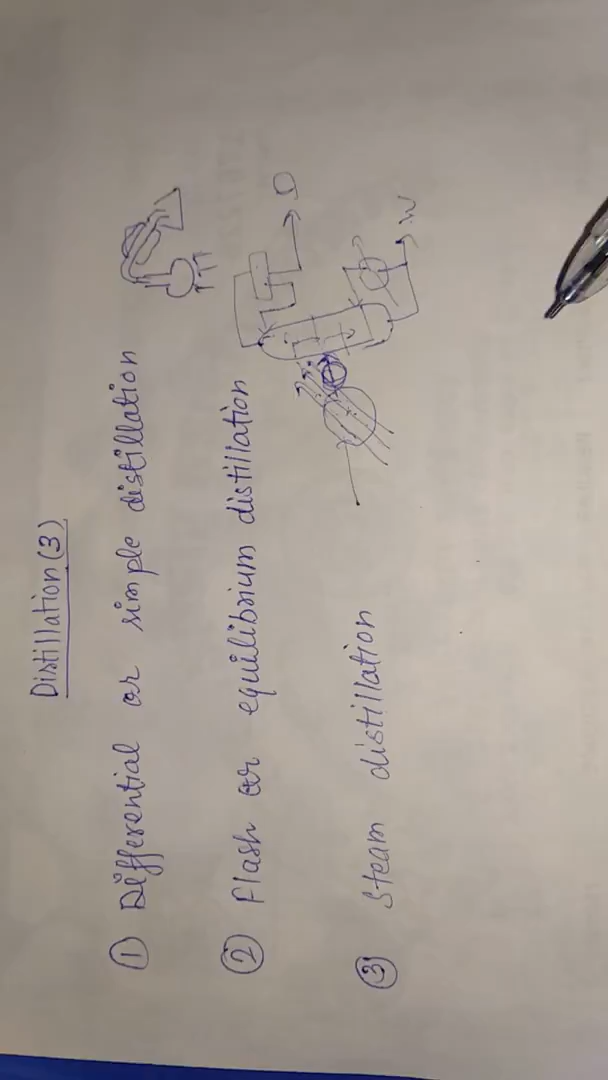 Distillation (3)
① Differential or simple distillation
② Flash or equilibrium distillation
D
W
③ Steam distillation